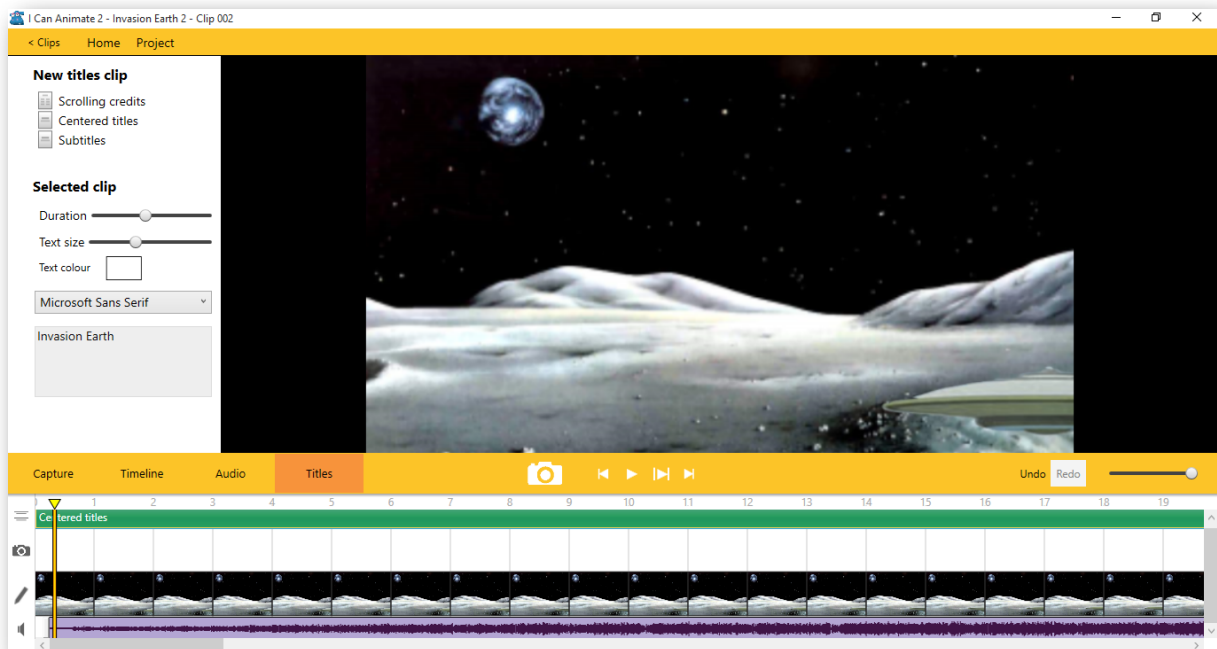 I Can Animate 2 - Invasion Earth 2 - Clip 002
< Clips Home Project
New titles clip
Scrolling credits
Centered titles
Subtitles
Selected clip
Duration
Text size
Text colour
Microsoft Sans Serif
Invasion Earth
Capture Timeline Audio Titles Undo Redo
1 2 3 4 5 6 7 8 9 10 11 12 13 14 15 16 17 18 19
Centered titles